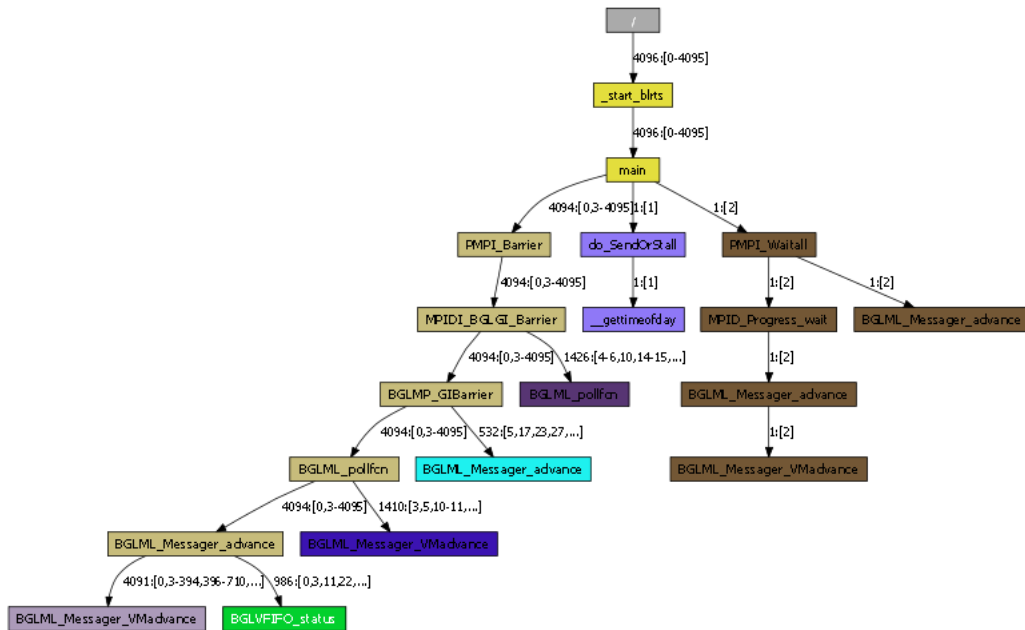 /
4096:[0-4095]
_start_blrts
4096:[0-4095]
main
4094:[0,3-4095]
1:[1]
1:[2]
PMPI_Barrier
do_SendOrStall
PMPI_Waitall
4094:[0,3-4095]
1:[1]
1:[2]
1:[2]
MPIDI_BGLGI_Barrier
__gettimeofday
MPID_Progress_wait
BGLML_Messager_advance
4094:[0,3-4095]
1426:[4-6,10,14-15,...]
1:[2]
BGLMP_GIBarrier
BGLML_pollfcn
BGLML_Messager_advance
4094:[0,3-4095]
532:[5,17,23,27,...]
1:[2]
BGLML_pollfcn
BGLML_Messager_advance
BGLML_Messager_VMadvance
4094:[0,3-4095]
1410:[3,5,10-11,...]
BGLML_Messager_advance
BGLML_Messager_VMadvance
4091:[0,3-394,396-710,...]
986:[0,3,11,22,...]
BGLML_Messager_VMadvance
BGLVFIFO_status